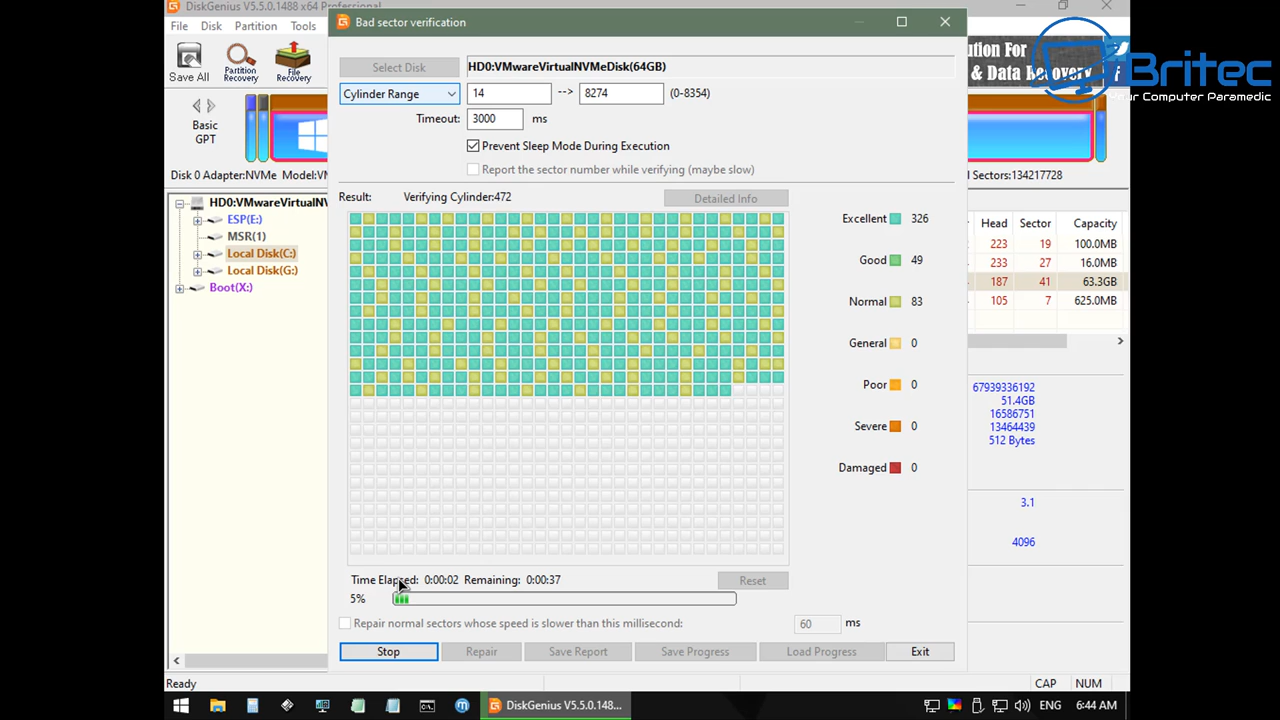 DiskGenius V5.5.0.1488 x64 Professional
File Disk Partition Tools
Save All
Partition
Recovery
File
Recovery
Basic
GPT
Disk 0 Adapter:NVMe Model:VM
HD0:VMwareVirtualNV
ESP(E:)
MSR(1)
Local Disk(C:)
Local Disk(G:)
Boot(X:)
Ready
Bad sector verification
Select Disk
HD0:VMwareVirtualNVMeDisk(64GB)
Cylinder Range 14 --> 8274 (0-8354)
Timeout: 3000 ms
Prevent Sleep Mode During Execution
Report the sector number while verifying (maybe slow)
Result: Verifying Cylinder:472
Detailed Info
Excellent 326
Good 49
Normal 83
General 0
Poor 0
Severe 0
Damaged 0
Time Elapsed: 0:00:02 Remaining: 0:00:37
Reset
5%
Repair normal sectors whose speed is slower than this millisecond: 60 ms
Stop Repair Save Report Save Progress Load Progress Exit
ution For
& Data Recovery
Britec
Your Computer Paramedic
Sectors:134217728
Head Sector Capacity
223 19 100.0MB
233 27 16.0MB
187 41 63.3GB
105 7 625.0MB
67939336192
51.4GB
16586751
13464439
512 Bytes
3.1
4096
CAP NUM
DiskGenius V5.5.0.148...
ENG 6:44 AM